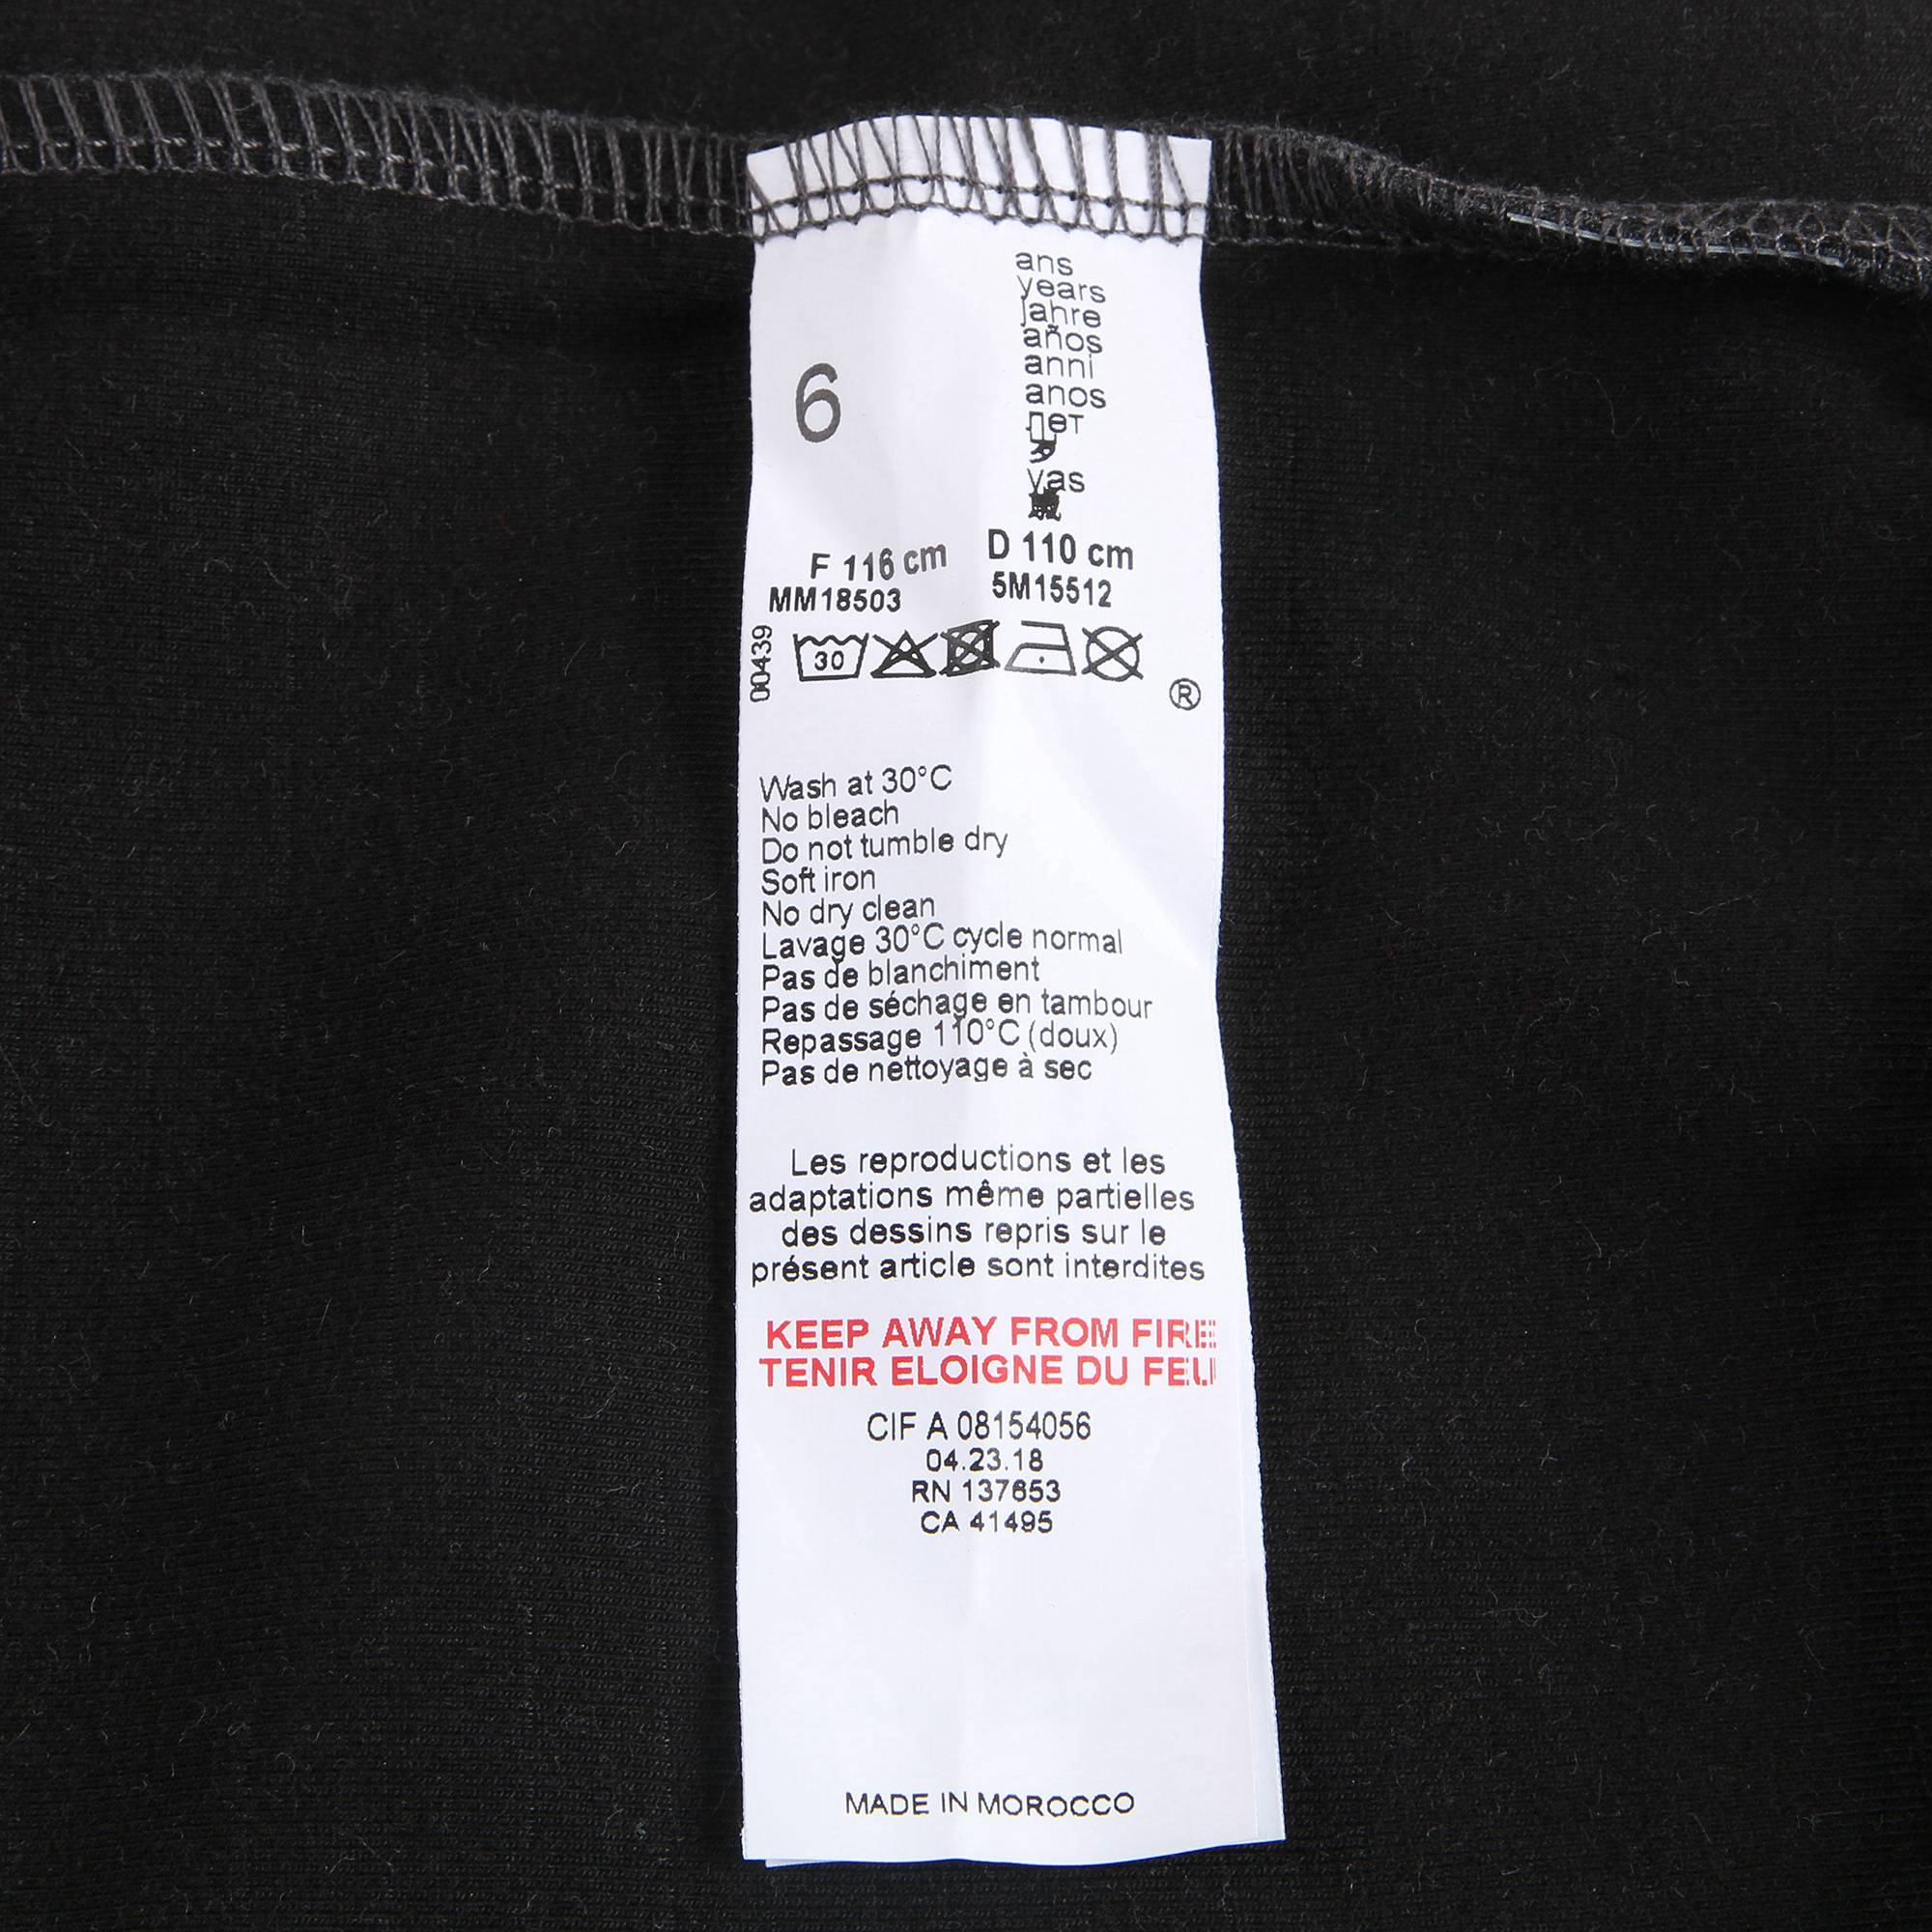 ans
years
Jahre
años
anni
anos
лет
6
yas
F 116 cm D 110 cm
MM18503 5M15512
00439
30
®
Wash at 30°C
No bleach
Do not tumble dry
Soft iron
No dry clean
Lavage 30°C cycle normal
Pas de blanchiment
Pas de séchage en tambour
Repassage 110°C (doux)
Pas de nettoyage à sec
Les reproductions et les
adaptations même partielles
des dessins repris sur le
présent article sont interdites
KEEP AWAY FROM FIRE
TENIR ELOIGNE DU FEU
CIF A 08154056
04.23.18
RN 137653
CA 41495
MADE IN MOROCCO